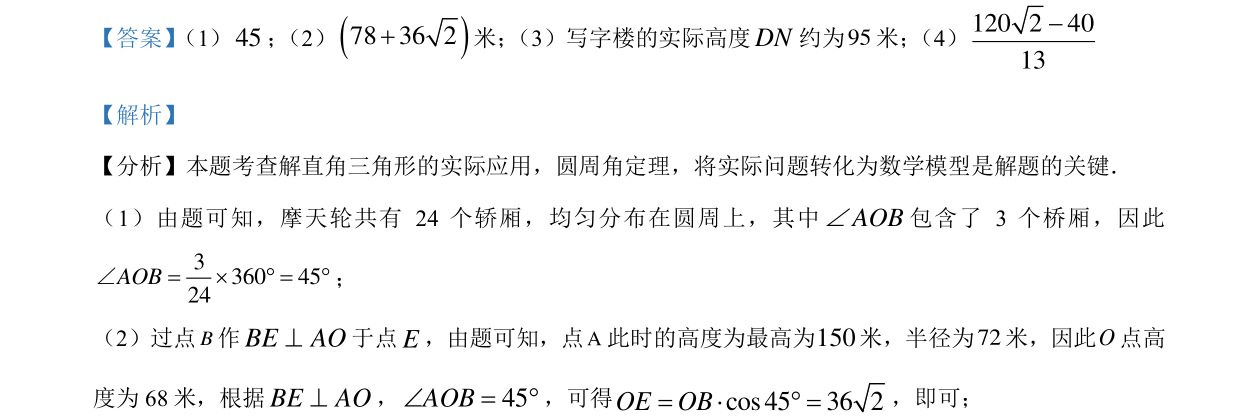 【答案】（1）45；（2）(78+36√2)米；（3）写字楼的实际高度DN约为95米；（4）(120√2−40)/13
【解析】
【分析】本题考查解直角三角形的实际应用，圆周角定理，将实际问题转化为数学模型是解题的关键．
（1）由题可知，摩天轮共有 24 个轿厢，均匀分布在圆周上，其中∠AOB包含了 3 个桥厢，因此
∠AOB=3/24×360°=45°；
（2）过点B作BE⊥AO于点E，由题可知，点A此时的高度为最高为150米，半径为72米，因此O点高
度为 68 米，根据BE⊥AO，∠AOB=45°，可得OE=OB·cos45°=36√2，即可；